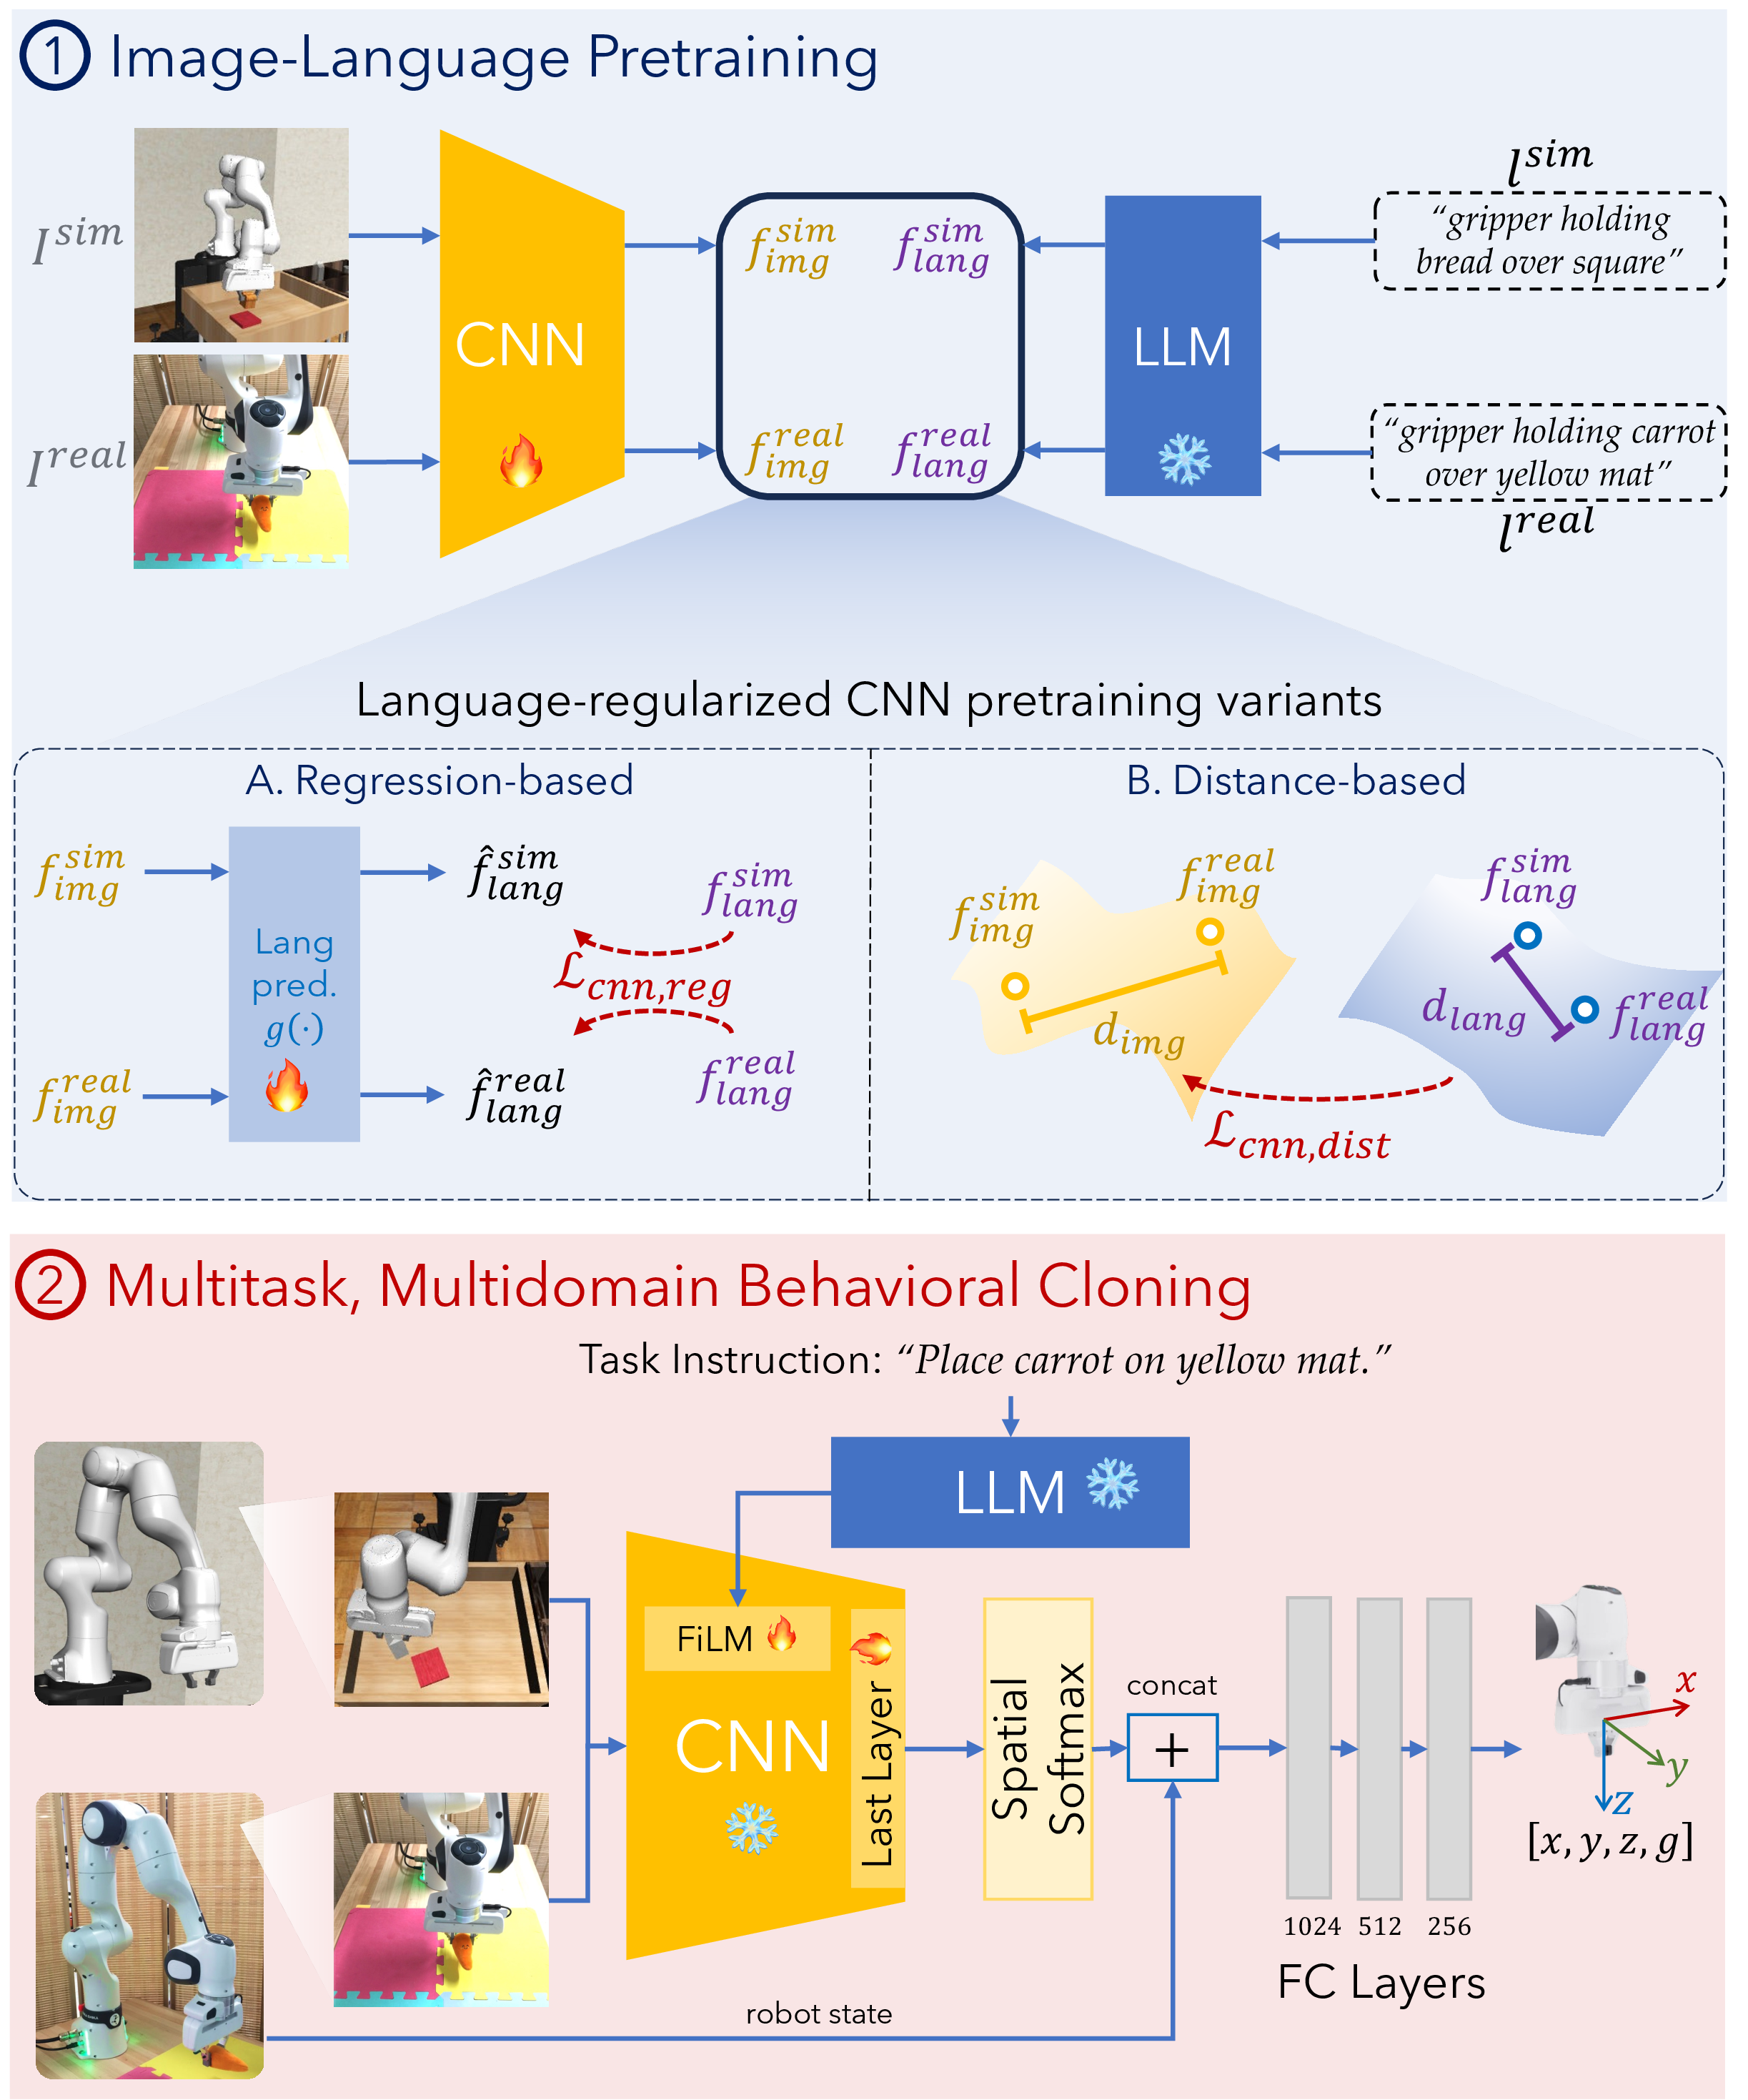 1 Image-Language Pretraining
I^{sim}
I^{real}
CNN
f_{img}^{sim} f_{lang}^{sim}
f_{img}^{real} f_{lang}^{real}
LLM
l^{sim}
“gripper holding
bread over square”
“gripper holding carrot
over yellow mat”
l^{real}
Language-regularized CNN pretraining variants
A. Regression-based
f_{img}^{sim}
f_{img}^{real}
Lang
pred.
g(·)
\hat{f}_{lang}^{sim}
\hat{f}_{lang}^{real}
f_{lang}^{sim}
ℒ_{cnn,reg}
f_{lang}^{real}
B. Distance-based
f_{img}^{sim}
f_{img}^{real}
d_{img}
f_{lang}^{sim}
d_{lang}
f_{lang}^{real}
ℒ_{cnn,dist}
2 Multitask, Multidomain Behavioral Cloning
Task Instruction: “Place carrot on yellow mat.”
LLM
FiLM
CNN
Last Layer
Spatial
Softmax
concat
+
robot state
1024 512 256
FC Layers
x
y
z
[x, y, z, g]